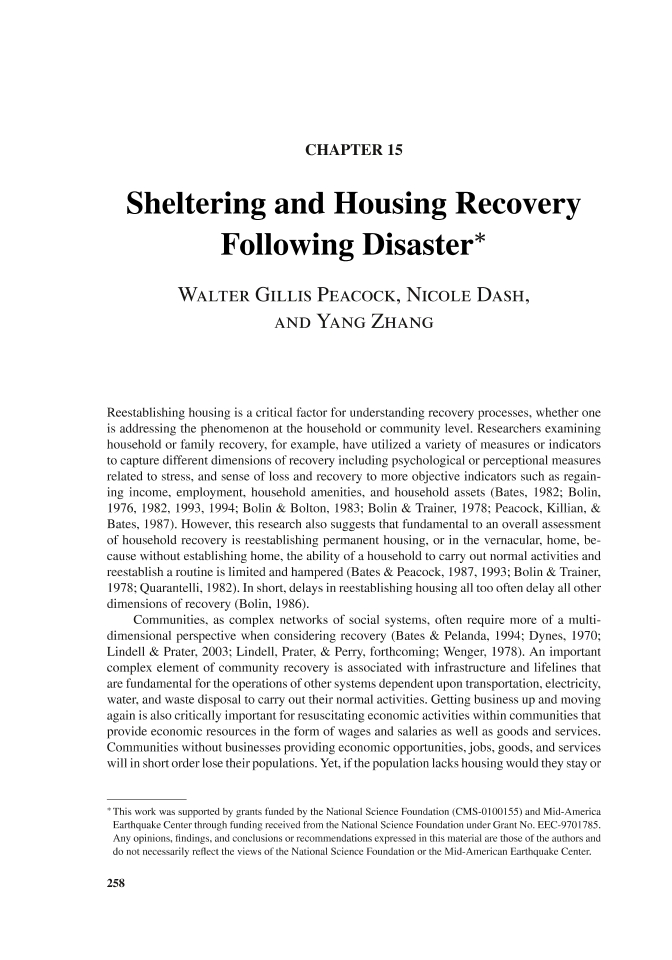 CHAPTER 15
Sheltering and Housing Recovery
Following Disaster*
WALTER GILLIS PEACOCK, NICOLE DASH,
AND YANG ZHANG
Reestablishing housing is a critical factor for understanding recovery processes, whether one
is addressing the phenomenon at the household or community level. Researchers examining
household or family recovery, for example, have utilized a variety of measures or indicators
to capture different dimensions of recovery including psychological or perceptional measures
related to stress, and sense of loss and recovery to more objective indicators such as regain-
ing income, employment, household amenities, and household assets (Bates, 1982; Bolin,
1976, 1982, 1993, 1994; Bolin & Bolton, 1983; Bolin & Trainer, 1978; Peacock, Killian, &
Bates, 1987). However, this research also suggests that fundamental to an overall assessment
of household recovery is reestablishing permanent housing, or in the vernacular, home, be-
cause without establishing home, the ability of a household to carry out normal activities and
reestablish a routine is limited and hampered (Bates & Peacock, 1987, 1993; Bolin & Trainer,
1978; Quarantelli, 1982). In short, delays in reestablishing housing all too often delay all other
dimensions of recovery (Bolin, 1986).
Communities, as complex networks of social systems, often require more of a multi-
dimensional perspective when considering recovery (Bates & Pelanda, 1994; Dynes, 1970;
Lindell & Prater, 2003; Lindell, Prater, & Perry, forthcoming; Wenger, 1978). An important
complex element of community recovery is associated with infrastructure and lifelines that
are fundamental for the operations of other systems dependent upon transportation, electricity,
water, and waste disposal to carry out their normal activities. Getting business up and moving
again is also critically important for resuscitating economic activities within communities that
provide economic resources in the form of wages and salaries as well as goods and services.
Communities without businesses providing economic opportunities, jobs, goods, and services
will in short order lose their populations. Yet, if the population lacks housing would they stay or
*This work was supported by grants funded by the National Science Foundation (CMS-0100155) and Mid-America
Earthquake Center through funding received from the National Science Foundation under Grant No. EEC-9701785.
Any opinions, findings, and conclusions or recommendations expressed in this material are those of the authors and
do not necessarily reflect the views of the National Science Foundation or the Mid-American Earthquake Center.
258